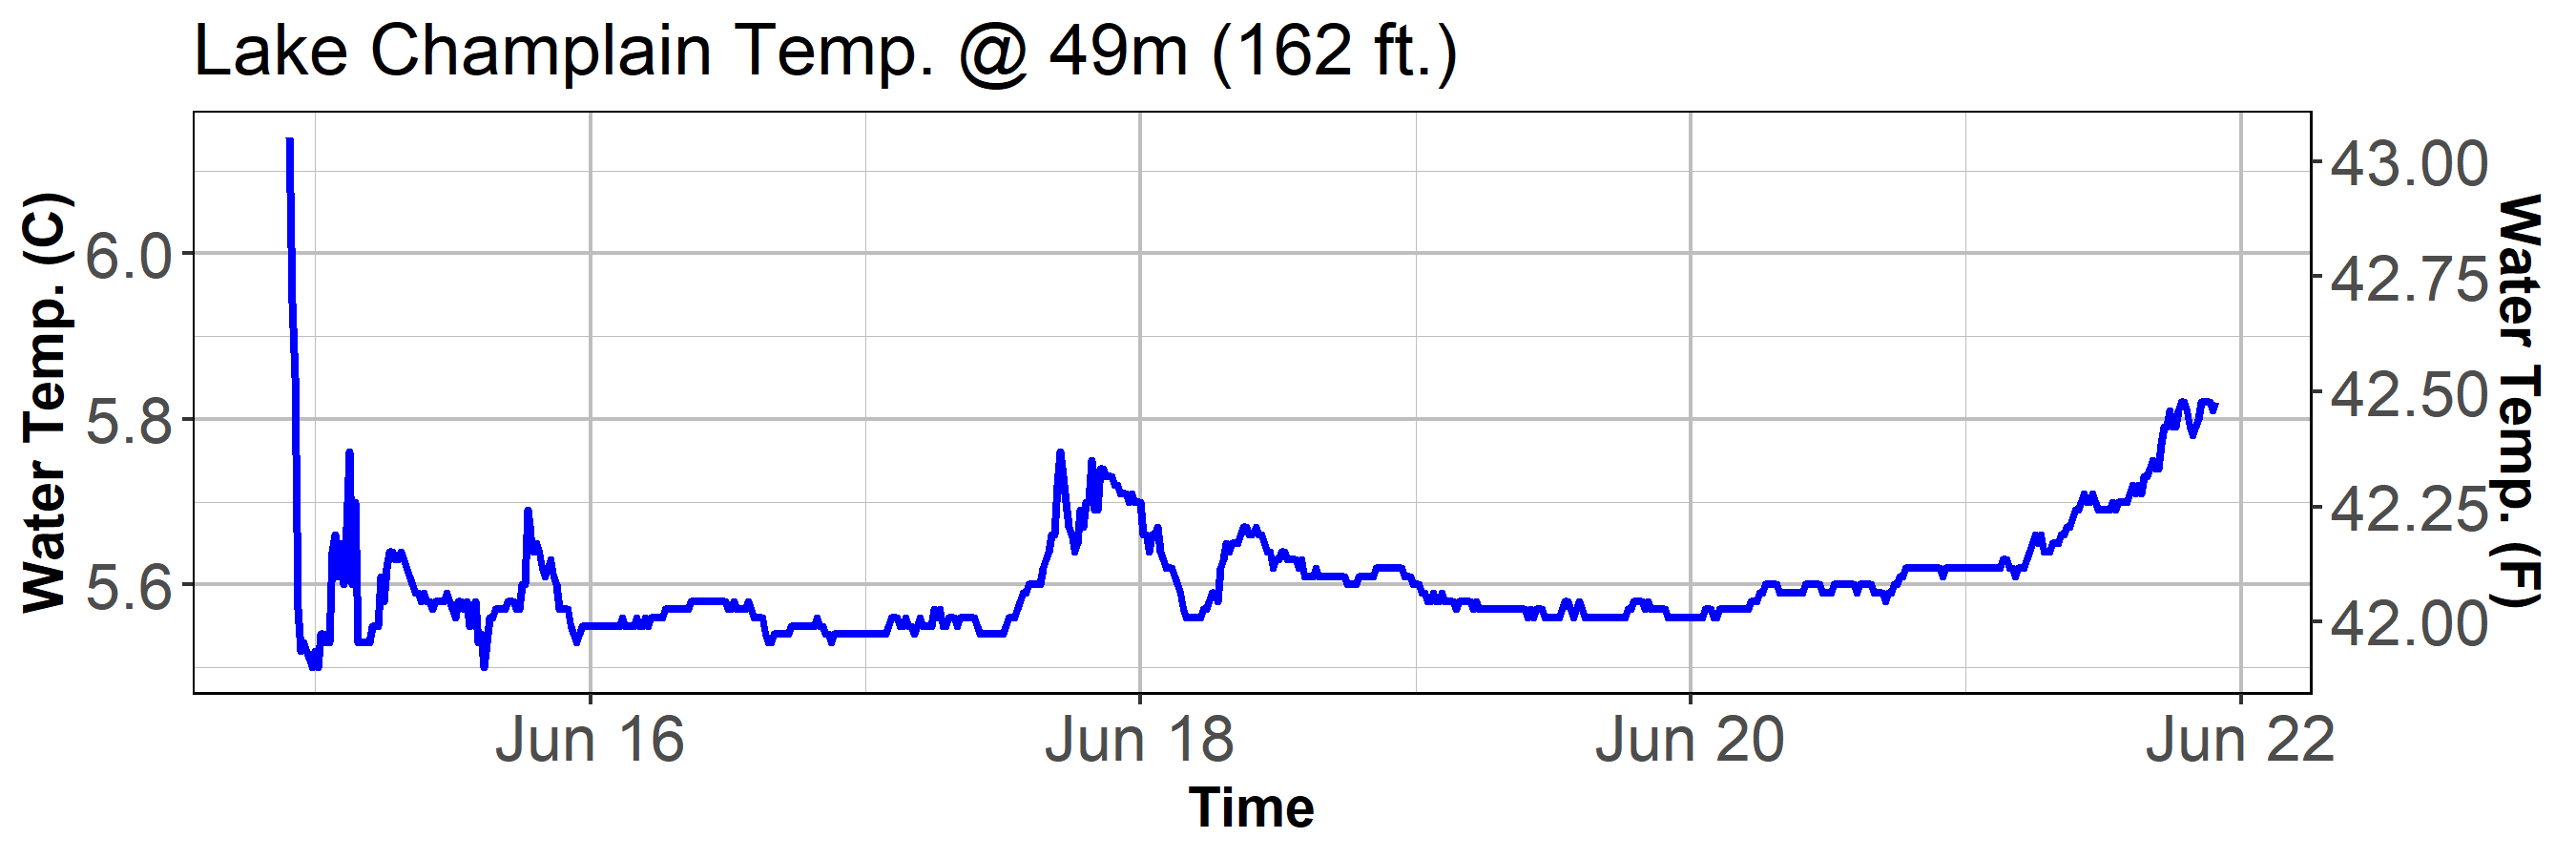 Lake Champlain Temp. @ 49m (162 ft.)
Water Temp. (C)
6.0
5.8
5.6
43.00
42.75
42.50
42.25
42.00
Water Temp. (F)
Jun 16 Jun 18 Jun 20 Jun 22
Time